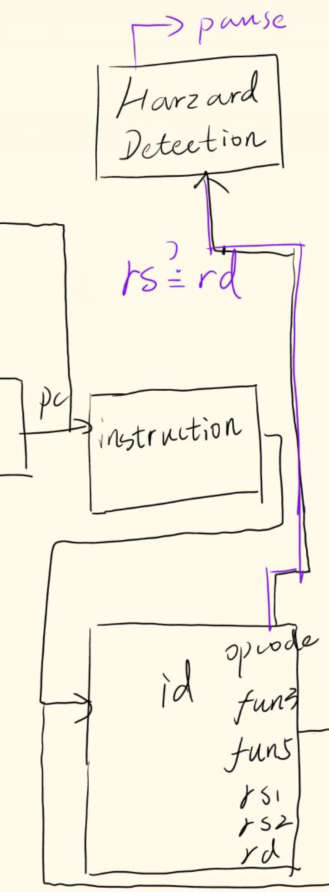 pause
Harzard
Detection
rs ≟ rd
pc
instruction
id
opcode
fun3
fun5
rs1
rs2
rd